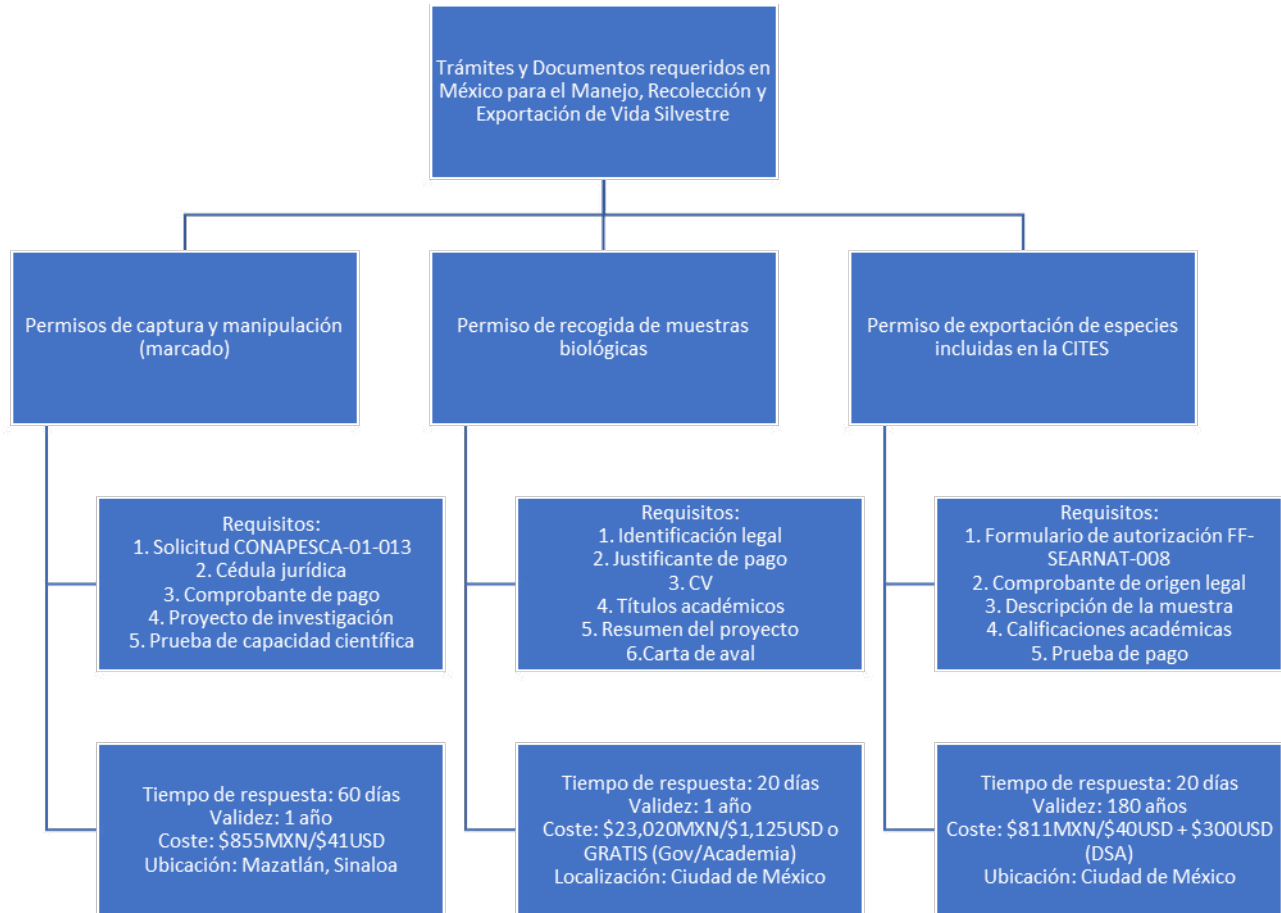 Trámites y Documentos requeridos en
México para el Manejo, Recolección y
Exportación de Vida Silvestre
Permisos de captura y manipulación
(marcado)
Permiso de recogida de muestras
biológicas
Permiso de exportación de especies
incluidas en la CITES
Requisitos:
1. Solicitud CONAPESCA-01-013
2. Cédula jurídica
3. Comprobante de pago
4. Proyecto de investigación
5. Prueba de capacidad científica
Requisitos:
1. Identificación legal
2. Justificante de pago
3. CV
4. Títulos académicos
5. Resumen del proyecto
6.Carta de aval
Requisitos:
1. Formulario de autorización FF-
SEARNAT-008
2. Comprobante de origen legal
3. Descripción de la muestra
4. Calificaciones académicas
5. Prueba de pago
Tiempo de respuesta: 60 días
Validez: 1 año
Coste: $855MXN/$41USD
Ubicación: Mazatlán, Sinaloa
Tiempo de respuesta: 20 días
Validez: 1 año
Coste: $23,020MXN/$1,125USD o
GRATIS (Gov/Academia)
Localización: Ciudad de México
Tiempo de respuesta: 20 días
Validez: 180 años
Coste: $811MXN/$40USD + $300USD
(DSA)
Ubicación: Ciudad de México